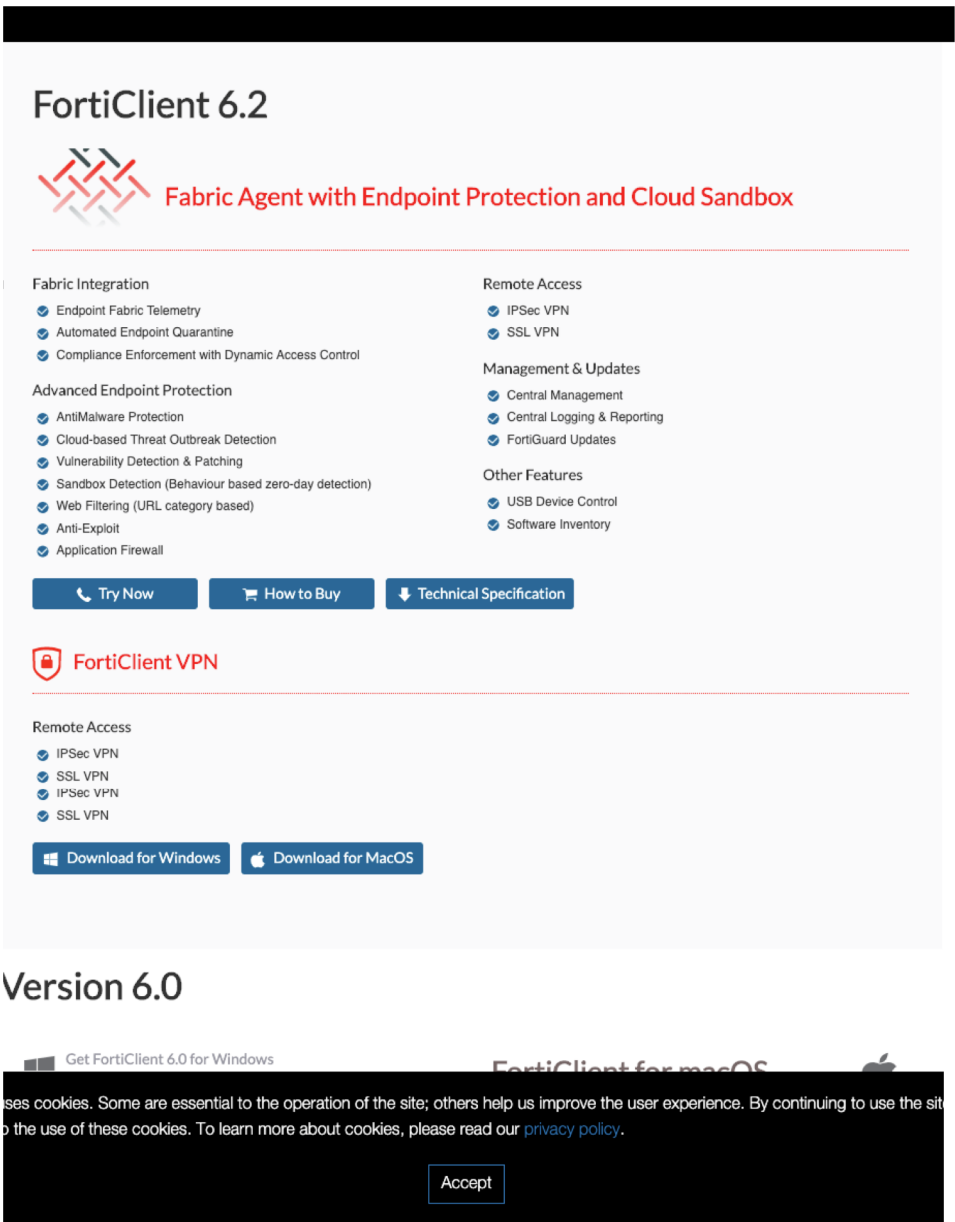 FortiClient 6.2
Fabric Agent with Endpoint Protection and Cloud Sandbox
Fabric Integration
Endpoint Fabric Telemetry
Automated Endpoint Quarantine
Compliance Enforcement with Dynamic Access Control
Advanced Endpoint Protection
AntiMalware Protection
Cloud-based Threat Outbreak Detection
Vulnerability Detection & Patching
Sandbox Detection (Behaviour based zero-day detection)
Web Filtering (URL category based)
Anti-Exploit
Application Firewall
Remote Access
IPSec VPN
SSL VPN
Management & Updates
Central Management
Central Logging & Reporting
FortiGuard Updates
Other Features
USB Device Control
Software Inventory
Try Now
How to Buy
Technical Specification
FortiClient VPN
Remote Access
IPSec VPN
SSL VPN
IPSec VPN
SSL VPN
Download for Windows
Download for MacOS
Version 6.0
Get FortiClient 6.0 for Windows
FortiClient for macOS
uses cookies. Some are essential to the operation of the site; others help us improve the user experience. By continuing to use the site
the use of these cookies. To learn more about cookies, please read our privacy policy.
Accept